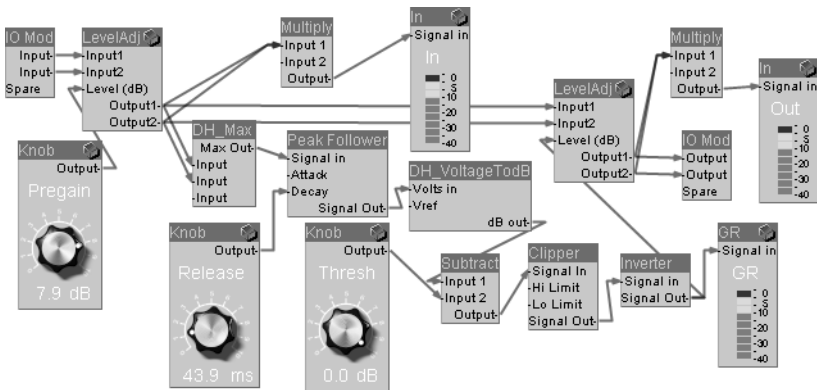 IO Mod
Input
Input
Spare
LevelAdj
Input1
Input2
Level (dB)
Output1
Output2
Knob
Output
Pregain
7.9 dB
Multiply
Input 1
Input 2
Output
In
Signal in
In
0
S
-10
-20
-30
-40
DH_Max
Max Out
Input
Input
Input
Peak Follower
Signal in
Attack
Decay
Signal Out
DH_VoltageTodB
Volts in
Vref
dB out
Knob
Output
Release
43.9 ms
Knob
Output
Thresh
0.0 dB
Subtract
Input 1
Input 2
Output
Clipper
Signal In
Hi Limit
Lo Limit
Signal Out
Inverter
Signal in
Signal Out
LevelAdj
Input1
Input2
Level (dB)
Output1
Output2
Multiply
Input 1
Input 2
Output
IO Mod
Output
Output
Spare
In
Signal in
Out
0
S
-10
-20
-30
-40
GR
Signal in
GR
0
S
-10
-20
-30
-40